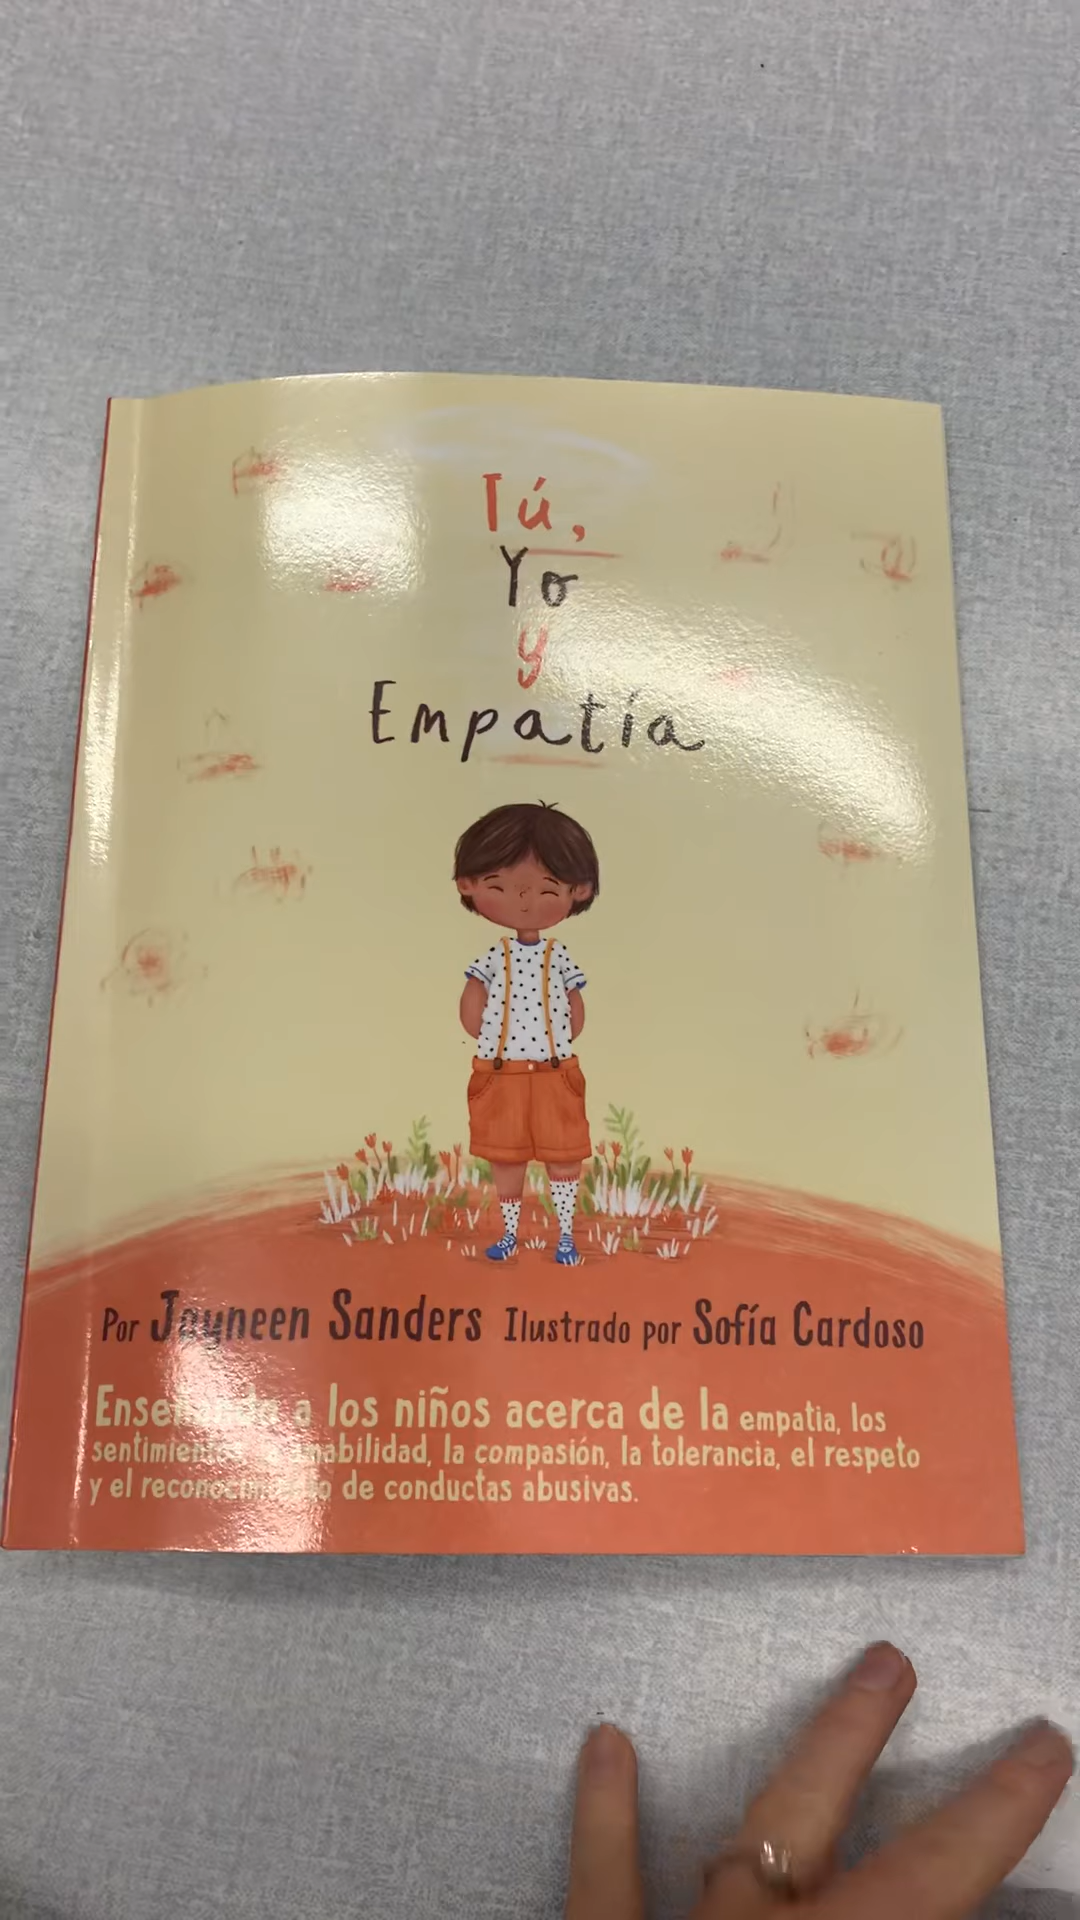 Tú,
Yo
y
Empatía
Por Jayneen Sanders Ilustrado por Sofía Cardoso
a los niños acerca de la empatia, los
la compasión, la tolerancia, el respeto
y el de conductas abusivas.